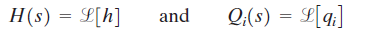 H(s) = ℒ[h] and Qᵢ(s) = ℒ[qᵢ]